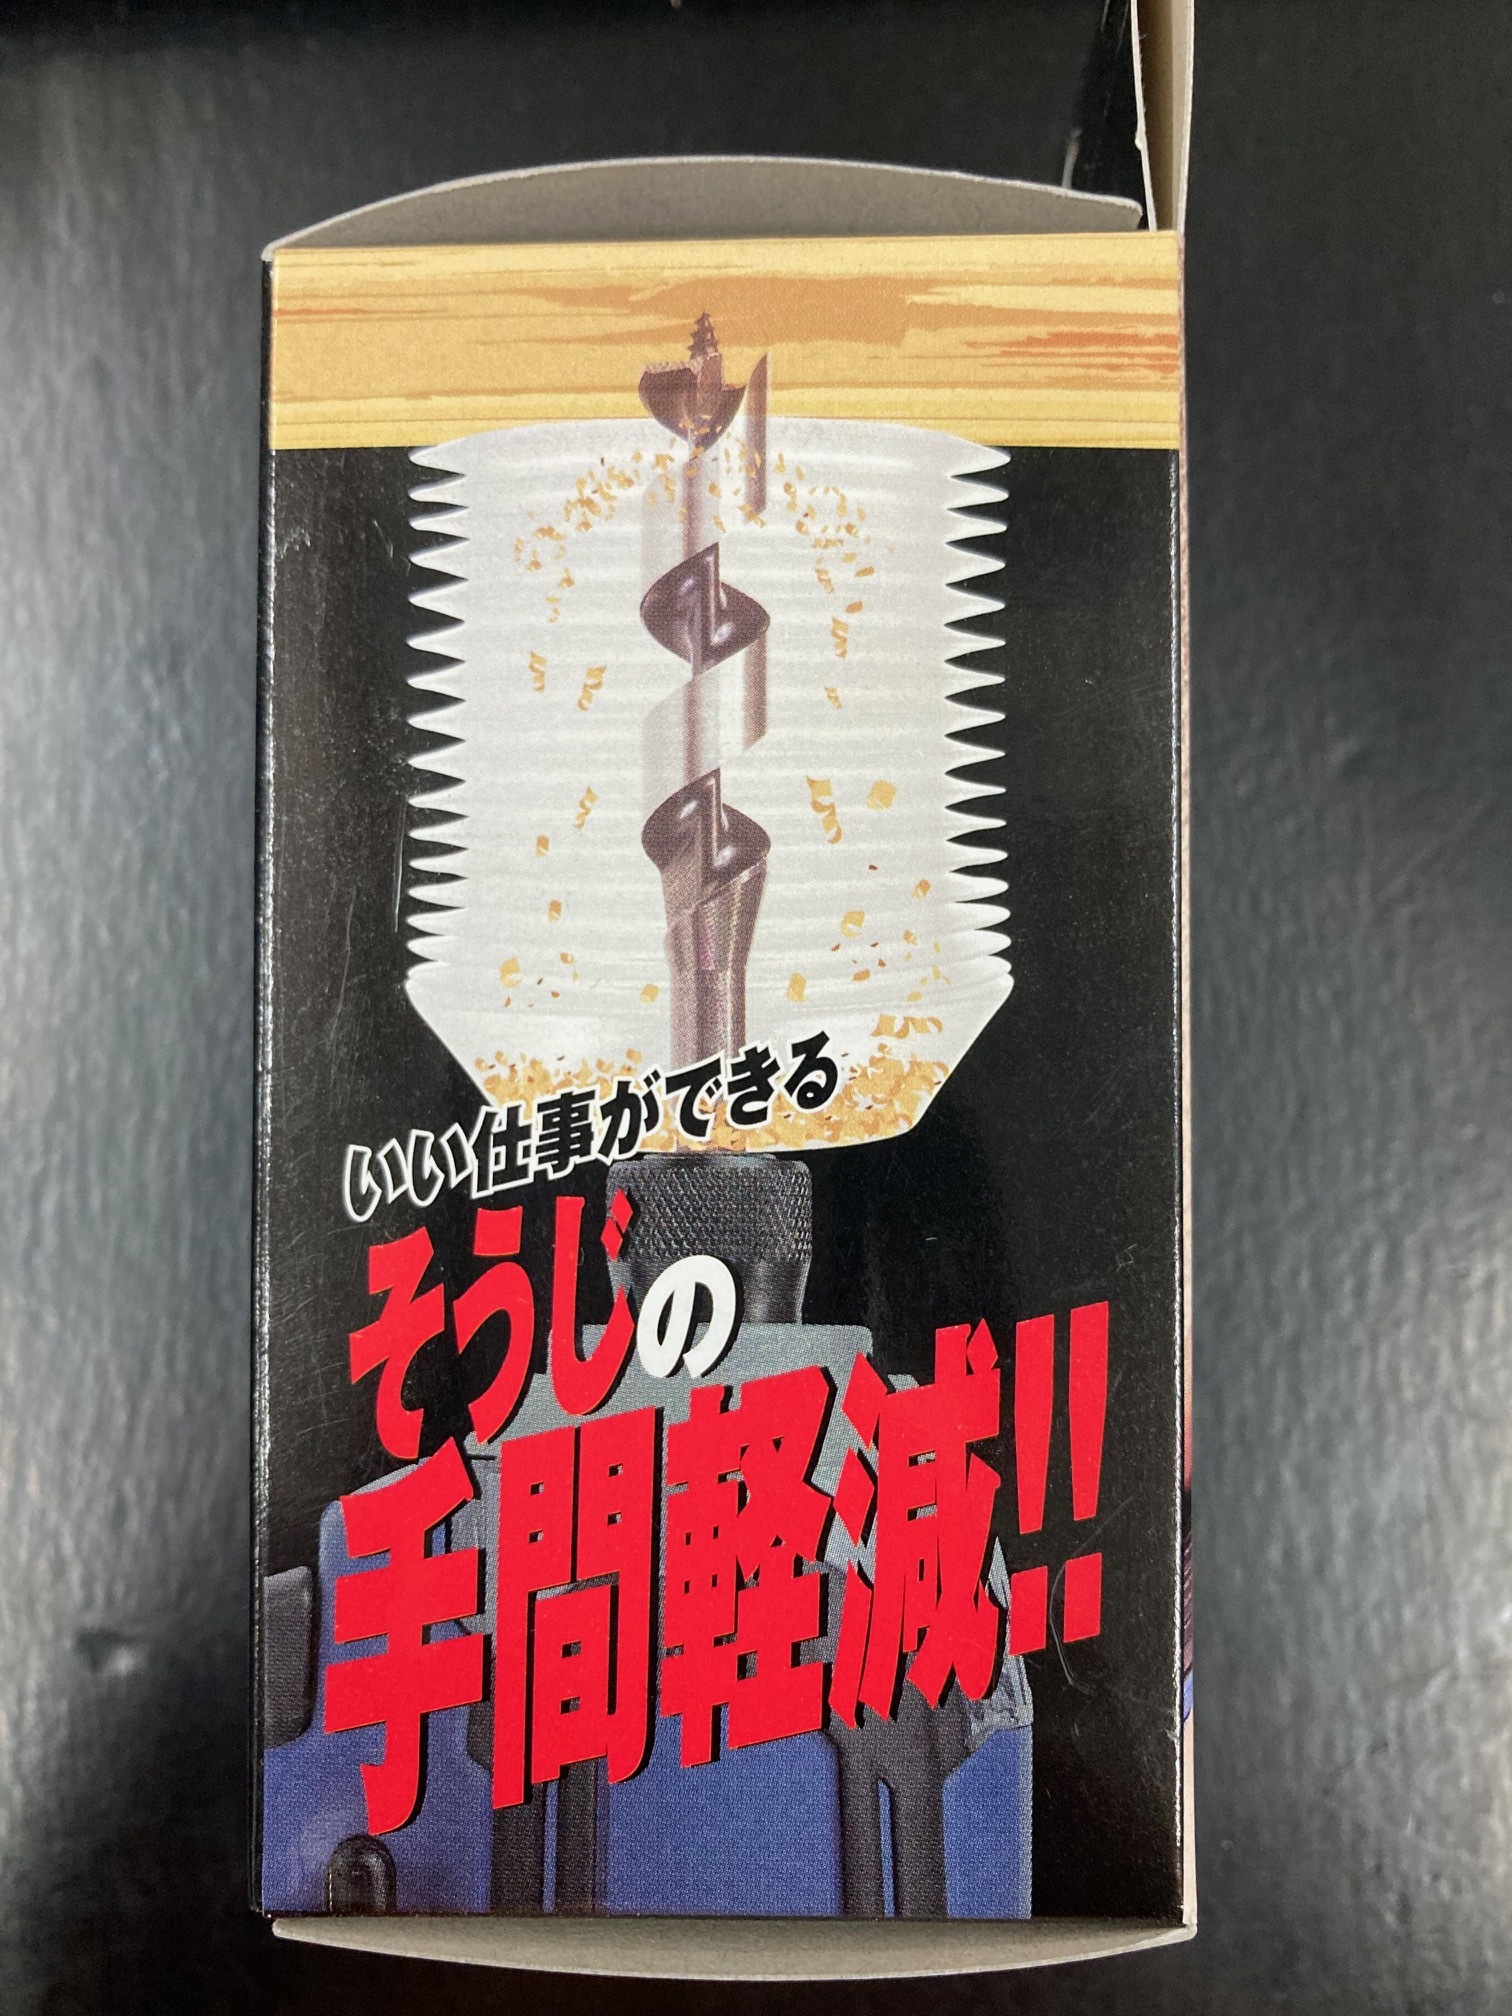 いい仕事ができる
そうじの
手間軽減!!